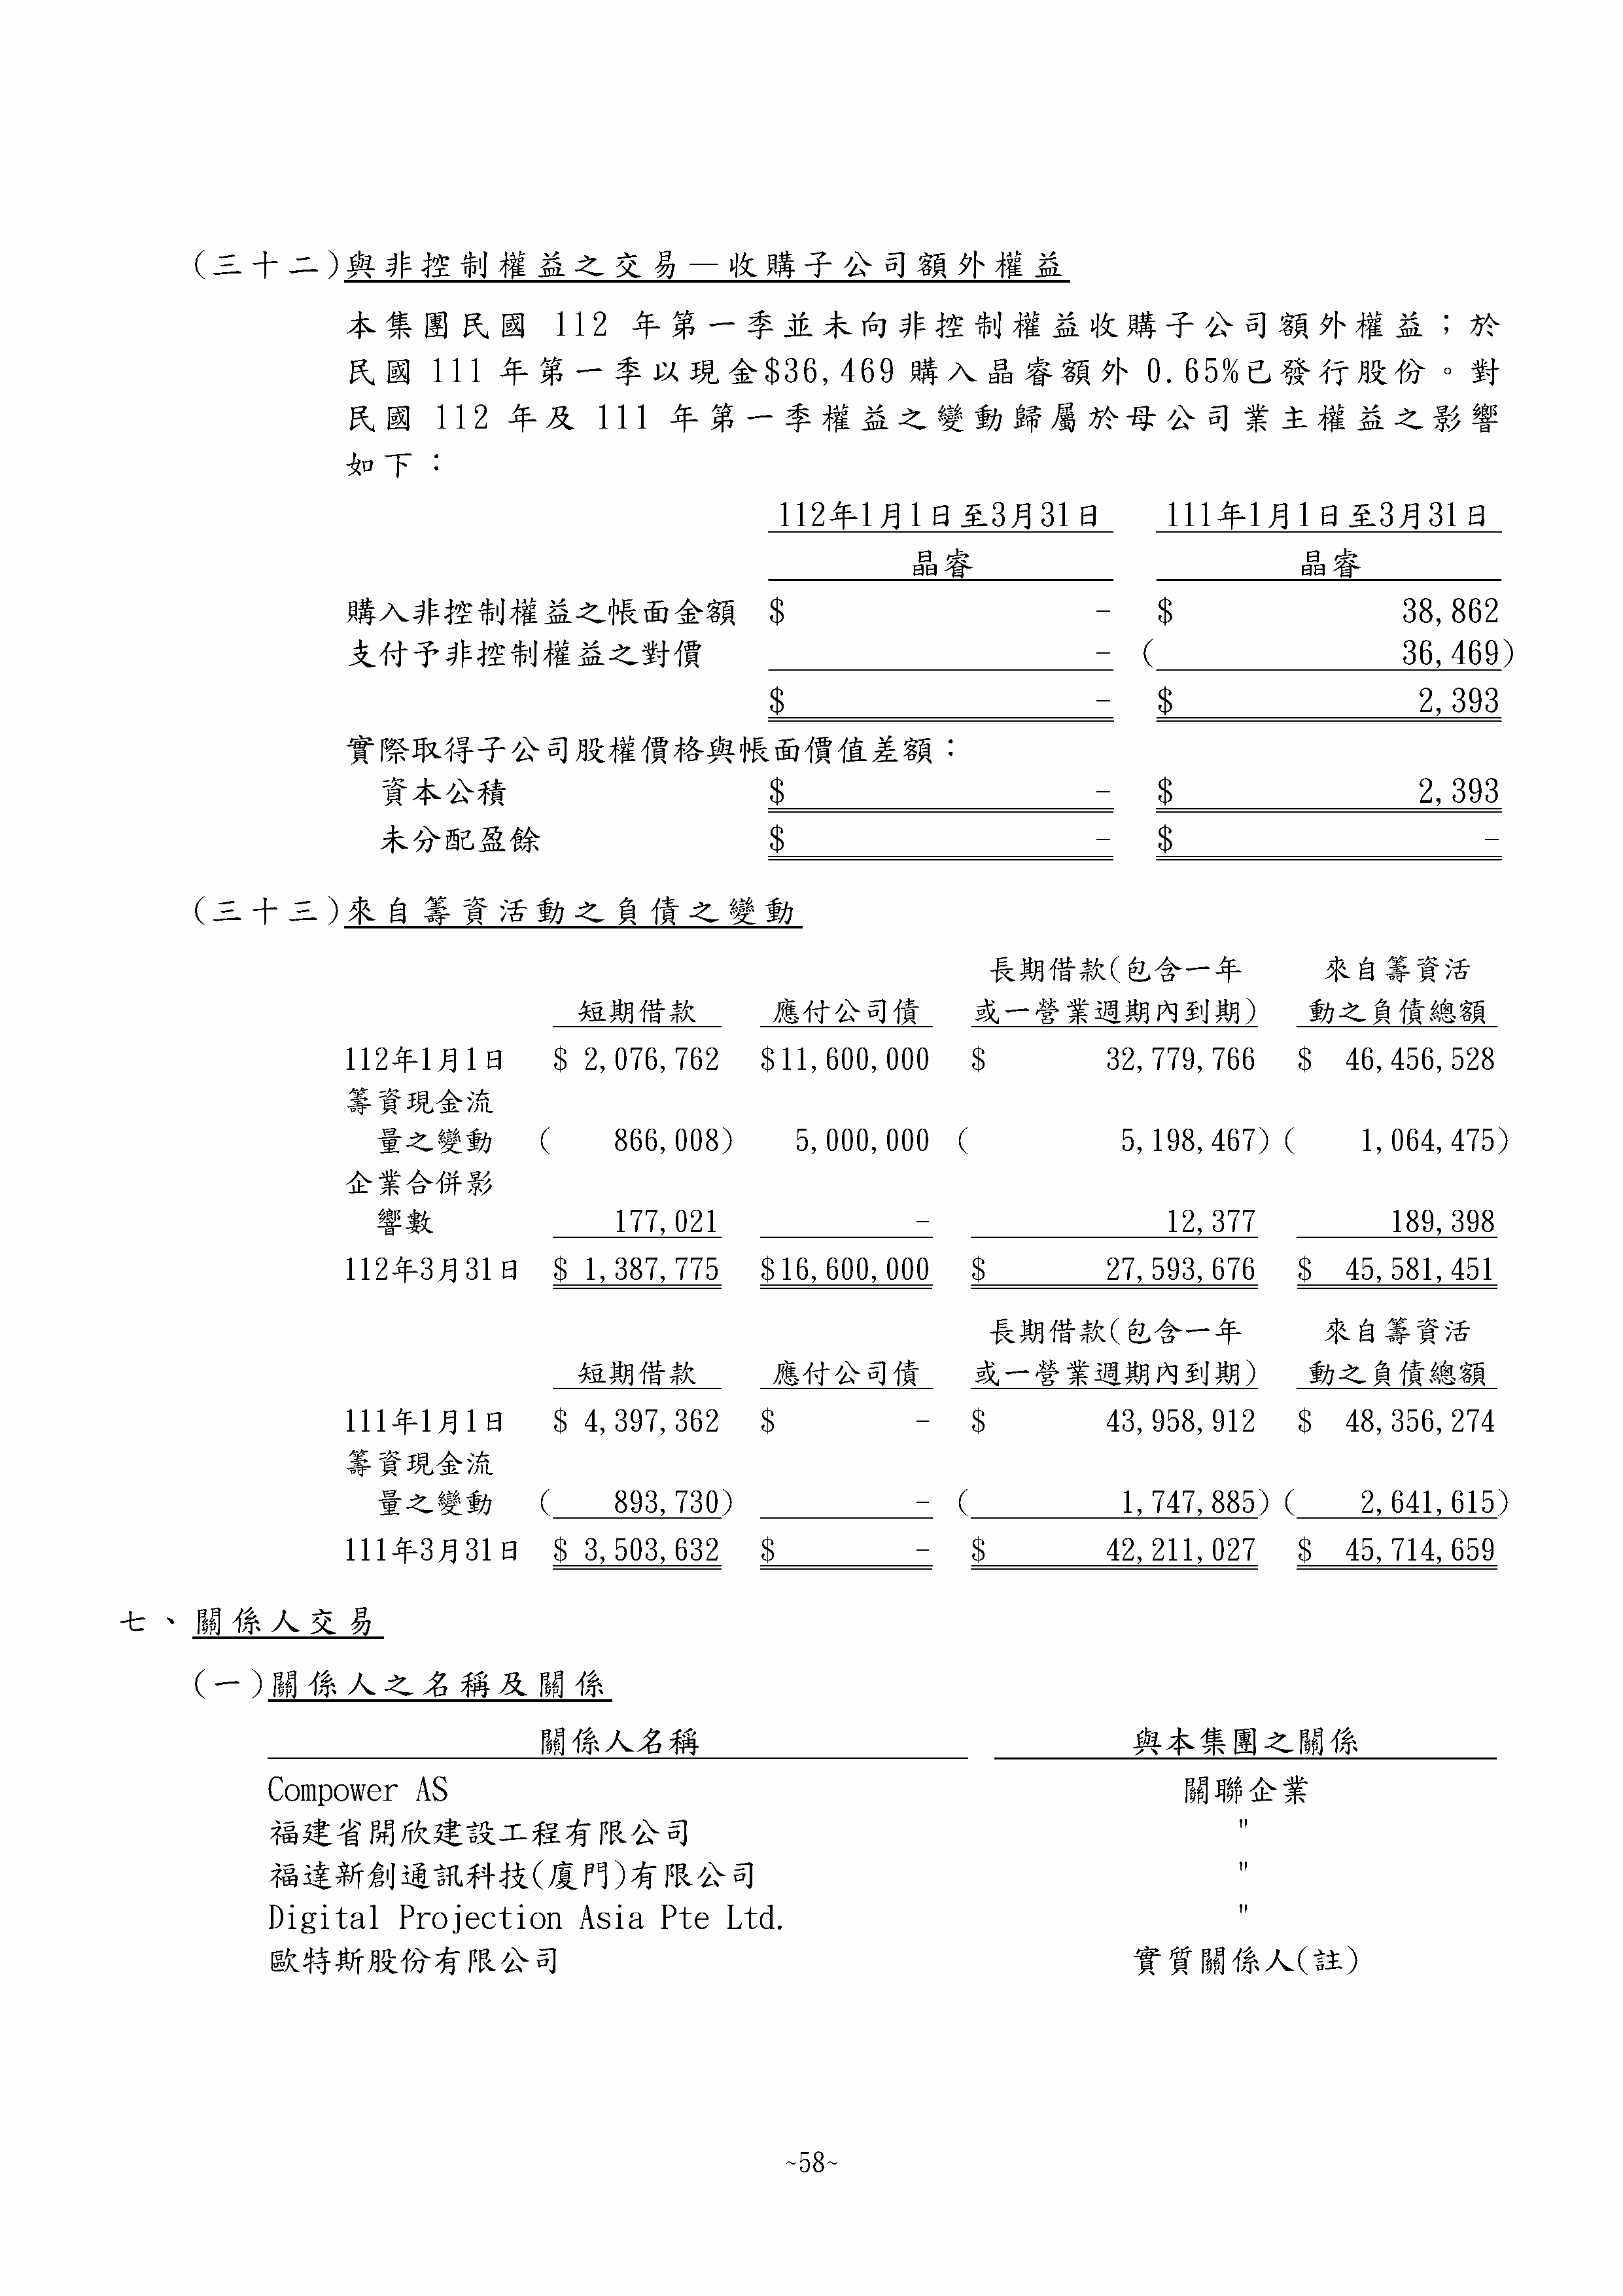 (三十二)與非控制權益之交易—收購子公司額外權益
本集團民國 112 年第一季並未向非控制權益收購子公司額外權益；於
民國 111 年第一季以現金$36,469 購入晶睿額外 0.65%已發行股份。對
民國 112 年及 111 年第一季權益之變動歸屬於母公司業主權益之影響
如下：
112年1月1日至3月31日 111年1月1日至3月31日
晶睿 晶睿
購入非控制權益之帳面金額 $ - $ 38,862
支付予非控制權益之對價 - ( 36,469)
$ - $ 2,393
實際取得子公司股權價格與帳面價值差額：
資本公積 $ - $ 2,393
未分配盈餘 $ - $ -
(三十三)來自籌資活動之負債之變動
長期借款(包含一年 來自籌資活
短期借款 應付公司債 或一營業週期內到期) 動之負債總額
112年1月1日 $ 2,076,762 $11,600,000 $ 32,779,766 $ 46,456,528
籌資現金流
量之變動 ( 866,008) 5,000,000 ( 5,198,467) ( 1,064,475)
企業合併影
響數 177,021 - 12,377 189,398
112年3月31日 $ 1,387,775 $16,600,000 $ 27,593,676 $ 45,581,451
長期借款(包含一年 來自籌資活
短期借款 應付公司債 或一營業週期內到期) 動之負債總額
111年1月1日 $ 4,397,362 $ - $ 43,958,912 $ 48,356,274
籌資現金流
量之變動 ( 893,730) - ( 1,747,885) ( 2,641,615)
111年3月31日 $ 3,503,632 $ - $ 42,211,027 $ 45,714,659
七、關係人交易
(一)關係人之名稱及關係
關係人名稱 與本集團之關係
Compower AS 關聯企業
福建省開欣建設工程有限公司 "
福達新創通訊科技(廈門)有限公司 "
Digital Projection Asia Pte Ltd. "
歐特斯股份有限公司 實質關係人(註)
~58~